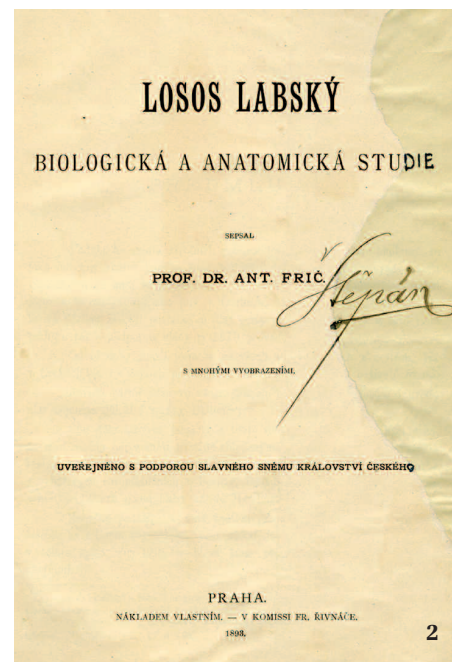 LOSOS LABSKÝ
BIOLOGICKÁ A ANATOMICKÁ STUDIE
SEPSAL
PROF. DR. ANT. FRIČ.
Štěpán
S MNOHÝMI VYOBRAZENÍMI.
UVEŘEJNĚNO S PODPOROU SLAVNÉHO SNĚMU KRÁLOVSTVÍ ČESKÉHO
PRAHA.
NÁKLADEM VLASTNÍM. — V KOMISSI FR. ŘIVNÁČE.
1893.
2